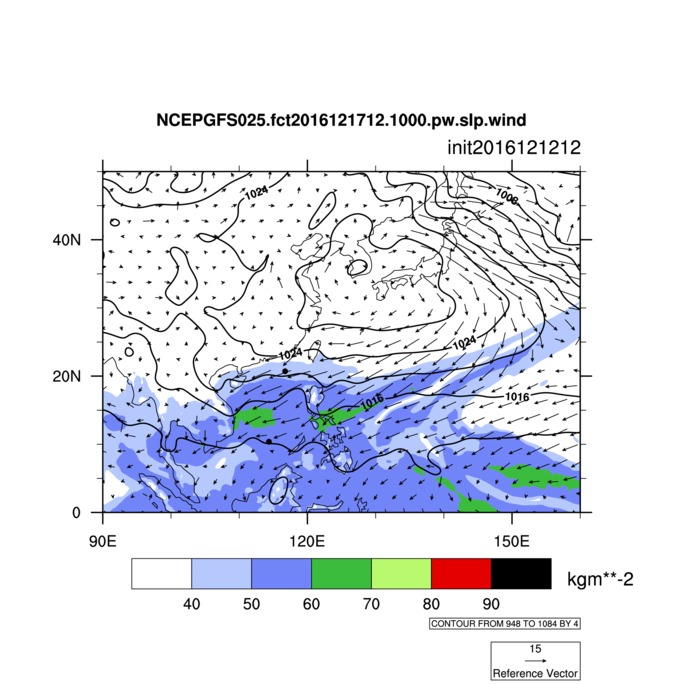 NCEPGFS025.fct2016121712.1000.pw.slp.wind
init2016121212
1024
1008
40N
1024
1024
20N
1016
1016
0
90E 120E 150E
kgm**-2
40 50 60 70 80 90
CONTOUR FROM 948 TO 1084 BY 4
15
Reference Vector